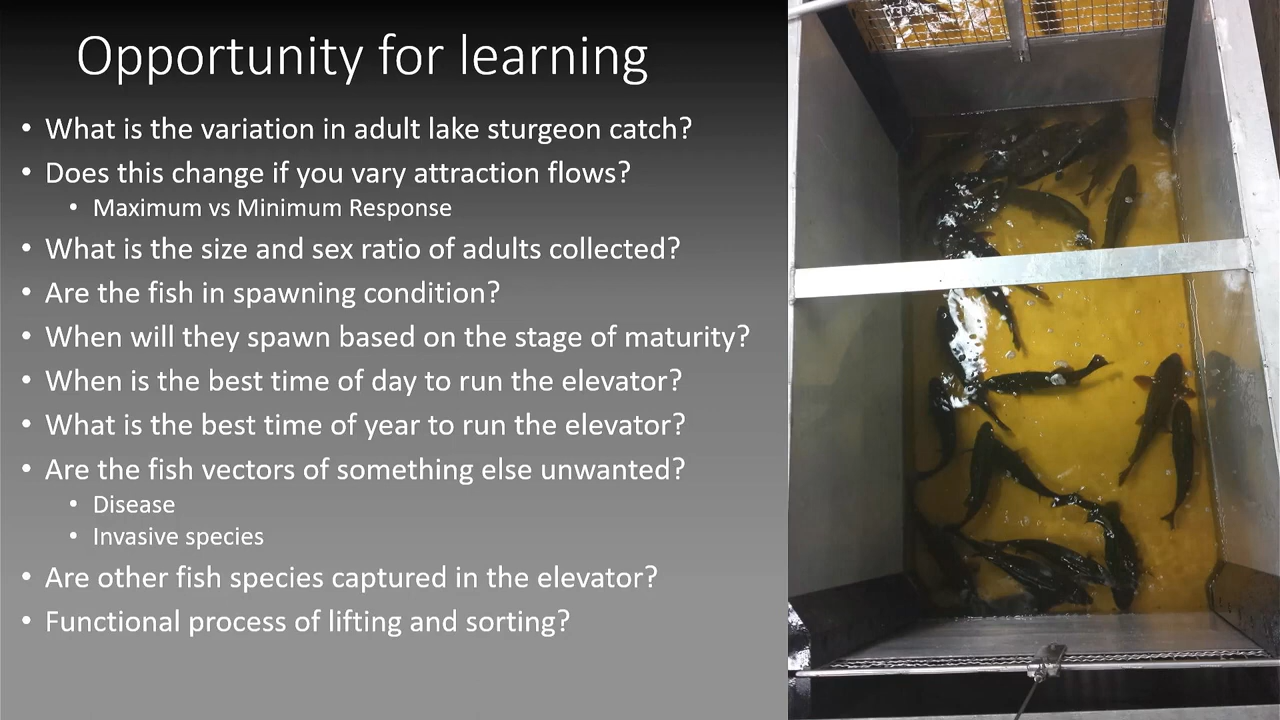 Opportunity for learning
• What is the variation in adult lake sturgeon catch?
• Does this change if you vary attraction flows?
• Maximum vs Minimum Response
• What is the size and sex ratio of adults collected?
• Are the fish in spawning condition?
• When will they spawn based on the stage of maturity?
• When is the best time of day to run the elevator?
• What is the best time of year to run the elevator?
• Are the fish vectors of something else unwanted?
• Disease
• Invasive species
• Are other fish species captured in the elevator?
• Functional process of lifting and sorting?